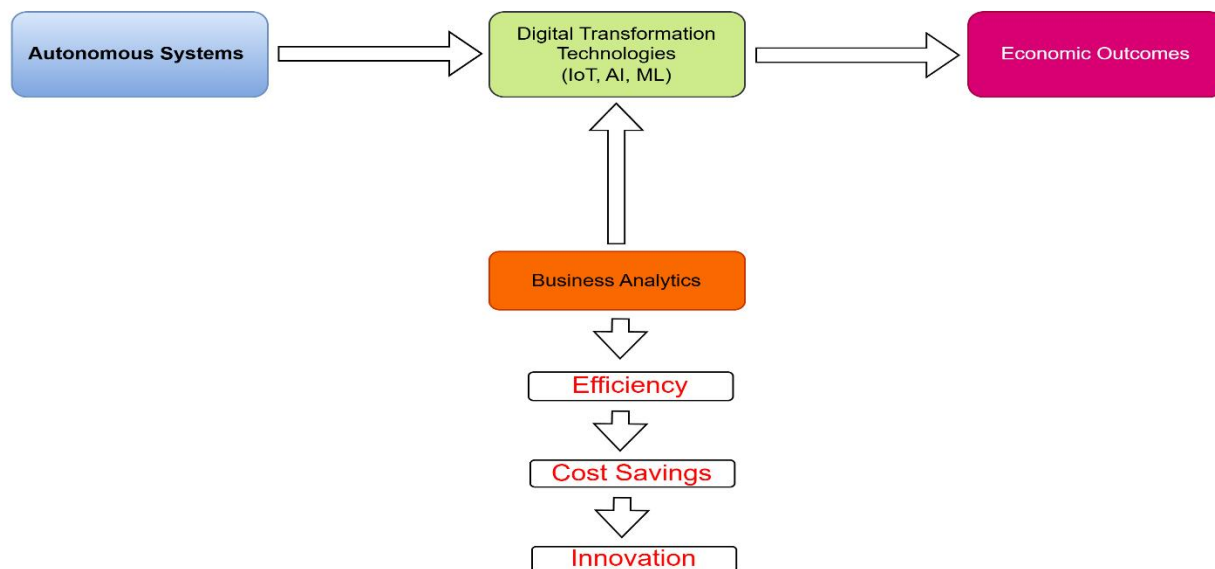 Autonomous Systems
Digital Transformation
Technologies
(IoT, AI, ML)
Economic Outcomes
Business Analytics
Efficiency
Cost Savings
Innovation